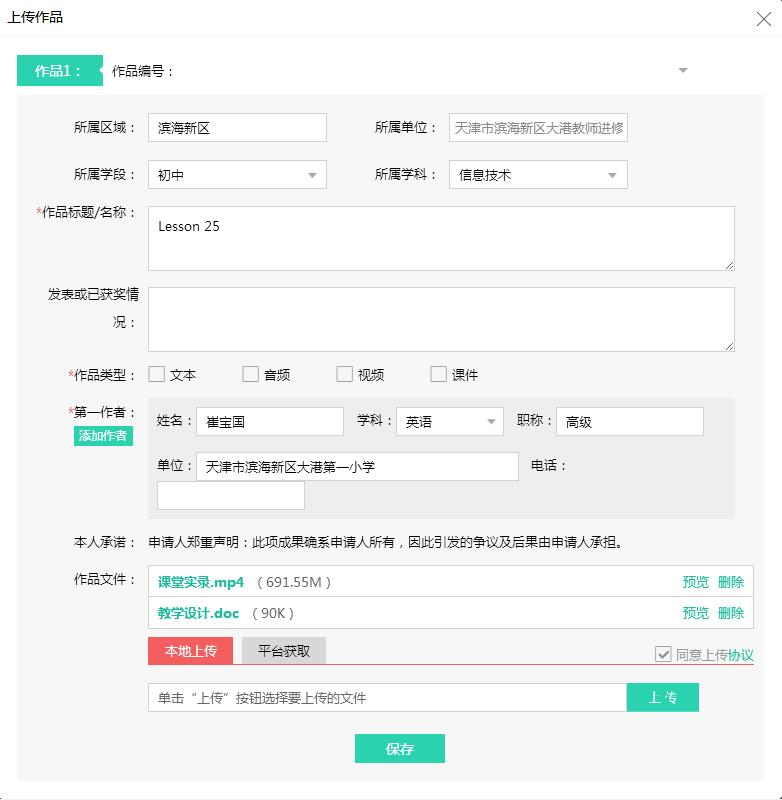 上传作品
作品1：
作品编号：
所属区域： 滨海新区 所属单位： 天津市滨海新区大港教师进修
所属学段： 初中 所属学科： 信息技术
*作品标题/名称： Lesson 25
发表或已获奖情
况：
*作品类型： 文本 音频 视频 课件
*第一作者： 姓名： 崔宝国 学科： 英语 职称： 高级
添加作者
单位： 天津市滨海新区大港第一小学 电话：
本人承诺： 申请人郑重声明：此项成果确系申请人所有，因此引发的争议及后果由申请人承担。
作品文件： 课堂实录.mp4 （691.55M） 预览 删除
教学设计.doc （90K） 预览 删除
本地上传 平台获取 同意上传协议
单击“上传”按钮选择要上传的文件 上 传
保存